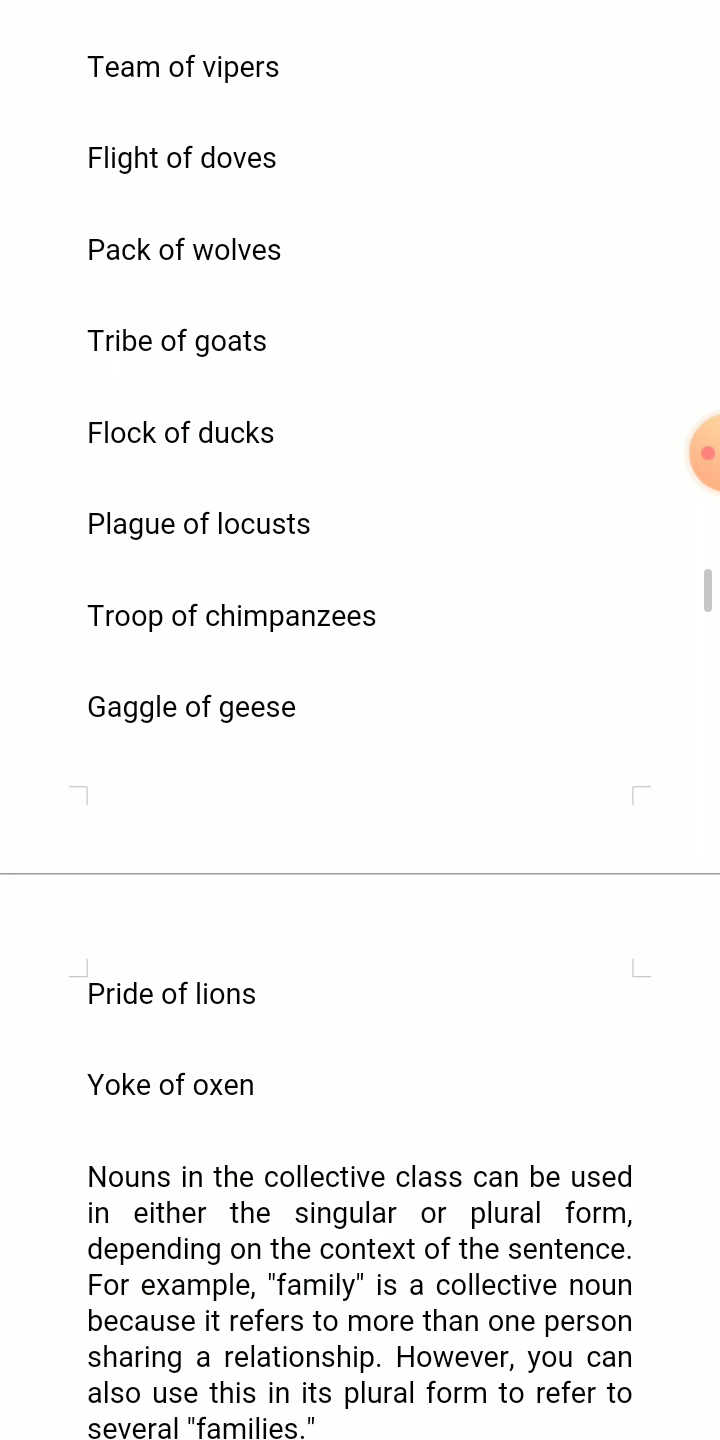 Team of vipers
Flight of doves
Pack of wolves
Tribe of goats
Flock of ducks
Plague of locusts
Troop of chimpanzees
Gaggle of geese
Pride of lions
Yoke of oxen
Nouns in the collective class can be used
in either the singular or plural form,
depending on the context of the sentence.
For example, "family" is a collective noun
because it refers to more than one person
sharing a relationship. However, you can
also use this in its plural form to refer to
several "families."